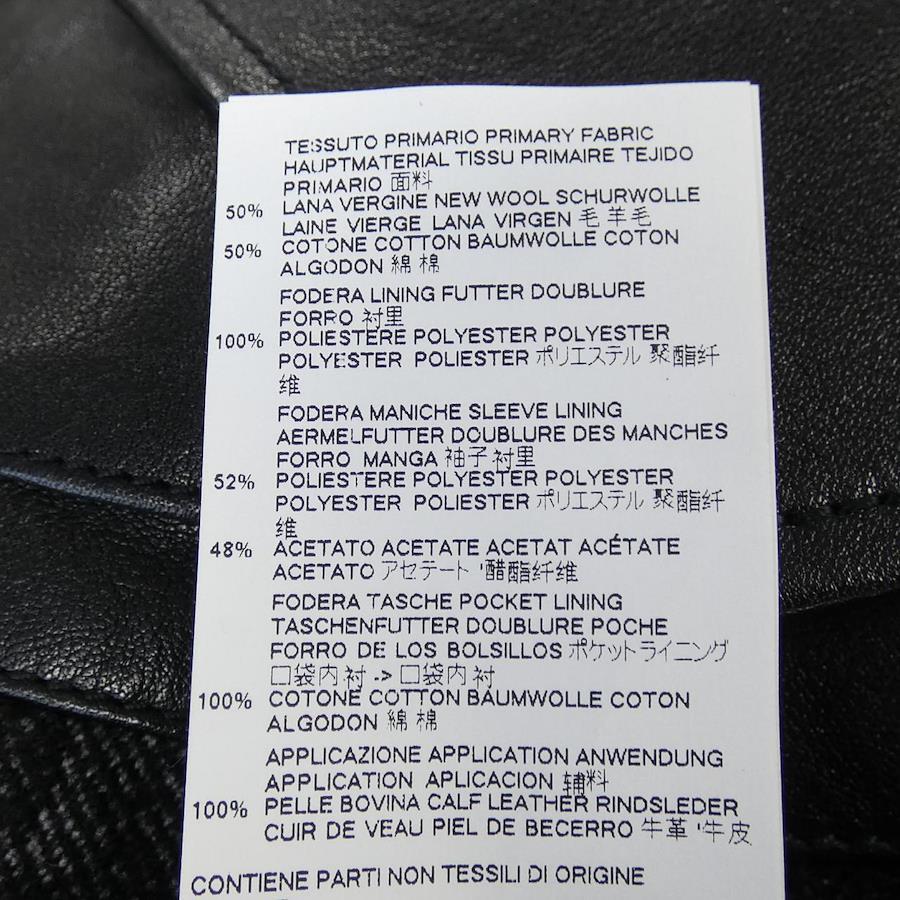 TESSUTO PRIMARIO PRIMARY FABRIC
HAUPTMATERIAL TISSU PRIMAIRE TEJIDO
PRIMARIO 面料
50% LANA VERGINE NEW WOOL SCHURWOLLE
LAINE VIERGE LANA VIRGEN 毛 羊毛
50% COTONE COTTON BAUMWOLLE COTON
ALGODON 綿 棉
FODERA LINING FUTTER DOUBLURE
FORRO 衬里
100% POLIESTERE POLYESTER POLYESTER
POLYESTER POLIESTER ポリエステル 聚酯纤
维
FODERA MANICHE SLEEVE LINING
AERMELFUTTER DOUBLURE DES MANCHES
FORRO MANGA 袖子衬里
52% POLIESTERE POLYESTER POLYESTER
POLYESTER POLIESTER ポリエステル 聚酯纤
维
48% ACETATO ACETATE ACETAT ACÉTATE
ACETATO アセテート '醋酯纤维
FODERA TASCHE POCKET LINING
TASCHENFUTTER DOUBLURE POCHE
FORRO DE LOS BOLSILLOS ポケットライニング
口袋内衬 -> 口袋内衬
100% COTONE COTTON BAUMWOLLE COTON
ALGODON 綿 棉
APPLICAZIONE APPLICATION ANWENDUNG
APPLICATION APLICACION 辅料
100% PELLE BOVINA CALF LEATHER RINDSLEDER
CUIR DE VEAU PIEL DE BECERRO 牛革 '牛皮
CONTIENE PARTI NON TESSILI DI ORIGINE